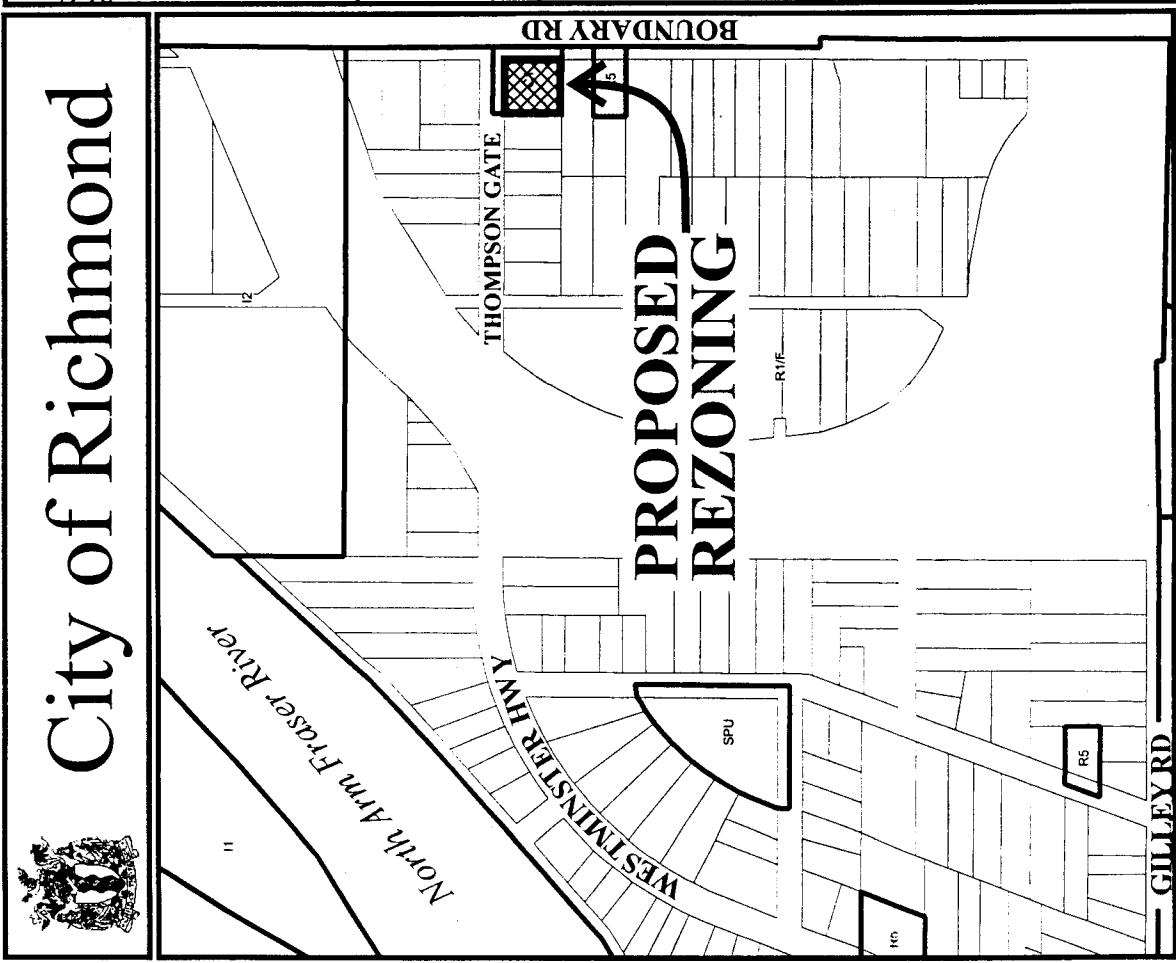 City of Richmond
BOUNDARY RD
THOMPSON GATE
I2
PROPOSED
REZONING
R1/F
North Arm Fraser River
I1
WESTMINSTER HWY
SPU
R5
GILLEY RD